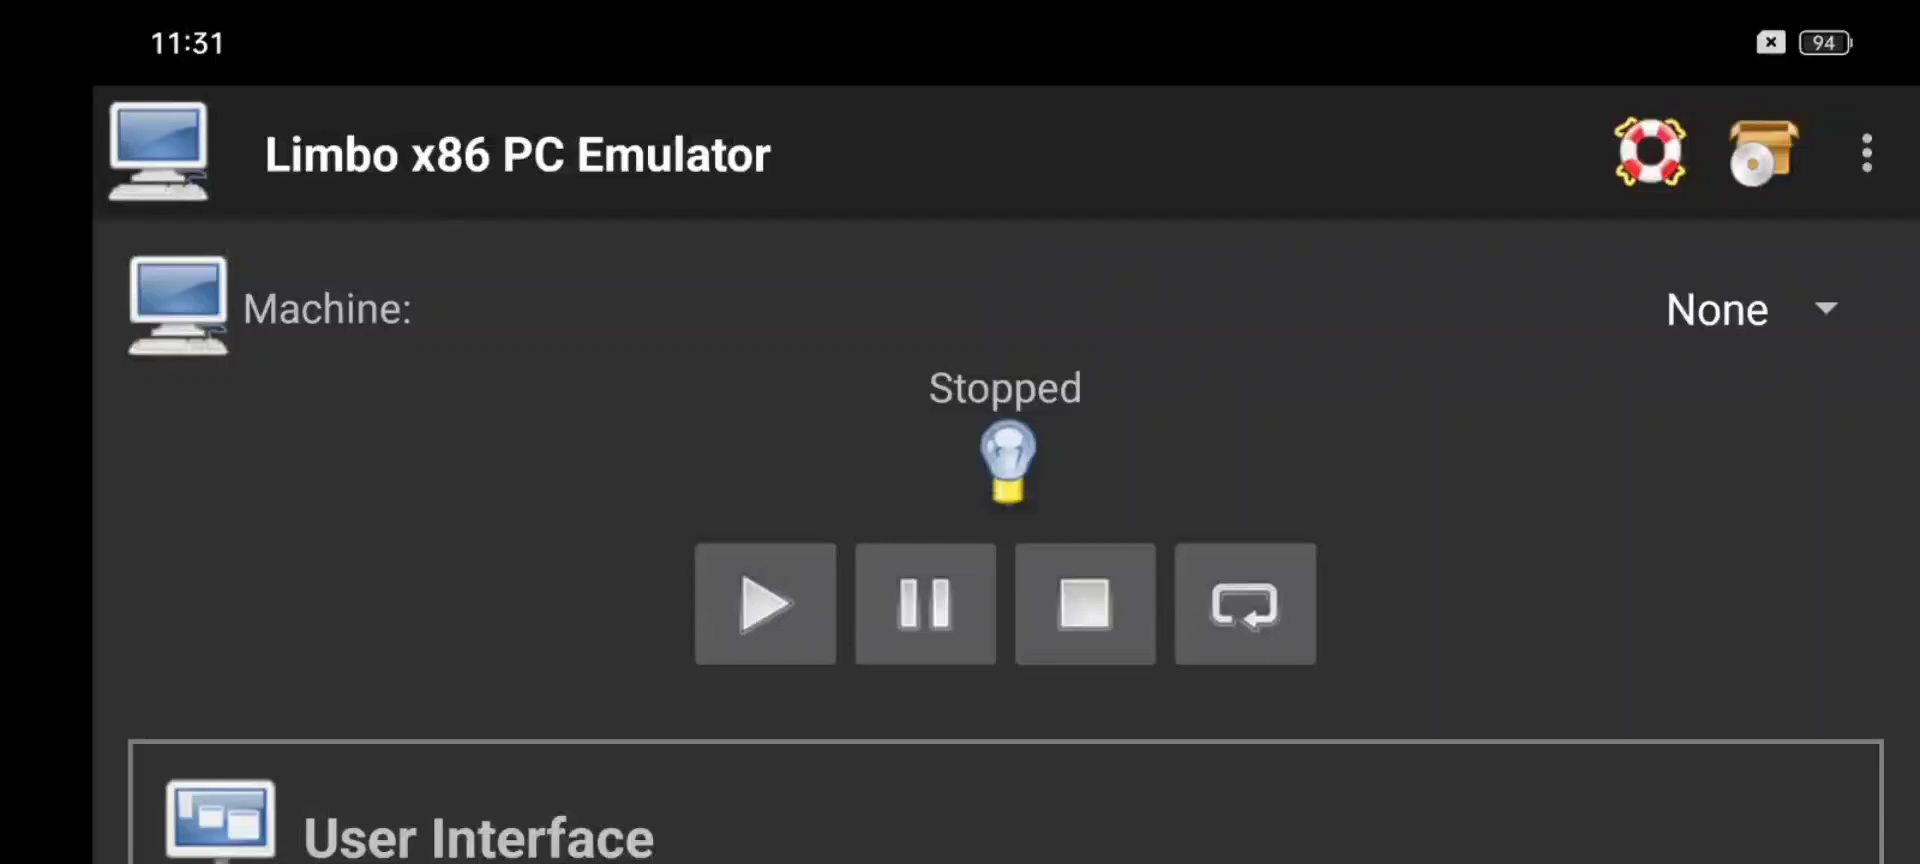 11:31
94
Limbo x86 PC Emulator
Machine:
None
Stopped
User Interface